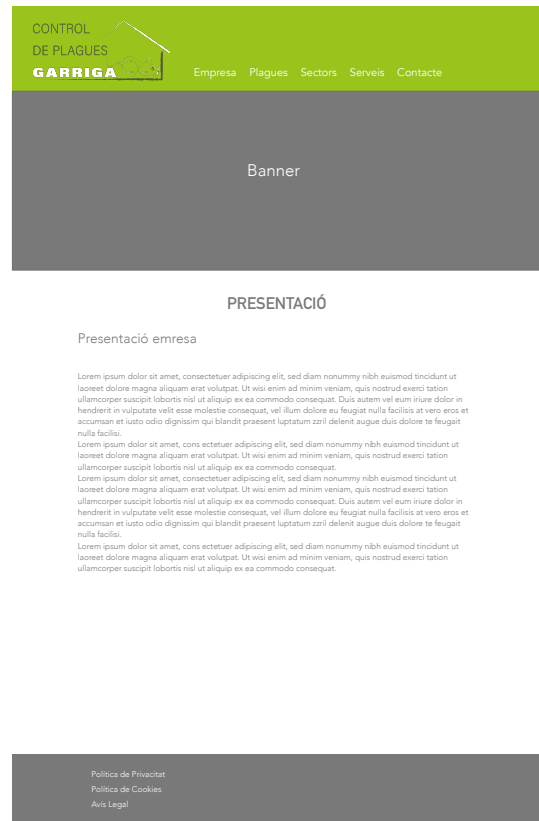 CONTROL
DE PLAGUES
GARRIGA
Empresa Plagues Sectors Serveis Contacte
Banner
PRESENTACIÓ
Presentació emresa
Lorem ipsum dolor sit amet, consectetuer adipiscing elit, sed diam nonummy nibh euismod tincidunt ut
laoreet dolore magna aliquam erat volutpat. Ut wisi enim ad minim veniam, quis nostrud exerci tation
ullamcorper suscipit lobortis nisl ut aliquip ex ea commodo consequat. Duis autem vel eum iriure dolor in
hendrerit in vulputate velit esse molestie consequat, vel illum dolore eu feugiat nulla facilisis at vero eros et
accumsan et iusto odio dignissim qui blandit praesent luptatum zzril delenit augue duis dolore te feugait
nulla facilisi.
Lorem ipsum dolor sit amet, cons ectetuer adipiscing elit, sed diam nonummy nibh euismod tincidunt ut
laoreet dolore magna aliquam erat volutpat. Ut wisi enim ad minim veniam, quis nostrud exerci tation
ullamcorper suscipit lobortis nisl ut aliquip ex ea commodo consequat.
Lorem ipsum dolor sit amet, consectetuer adipiscing elit, sed diam nonummy nibh euismod tincidunt ut
laoreet dolore magna aliquam erat volutpat. Ut wisi enim ad minim veniam, quis nostrud exerci tation
ullamcorper suscipit lobortis nisl ut aliquip ex ea commodo consequat. Duis autem vel eum iriure dolor in
hendrerit in vulputate velit esse molestie consequat, vel illum dolore eu feugiat nulla facilisis at vero eros et
accumsan et iusto odio dignissim qui blandit praesent luptatum zzril delenit augue duis dolore te feugait
nulla facilisi.
Lorem ipsum dolor sit amet, cons ectetuer adipiscing elit, sed diam nonummy nibh euismod tincidunt ut
laoreet dolore magna aliquam erat volutpat. Ut wisi enim ad minim veniam, quis nostrud exerci tation
ullamcorper suscipit lobortis nisl ut aliquip ex ea commodo consequat.
Política de Privacitat
Política de Cookies
Avís Legal